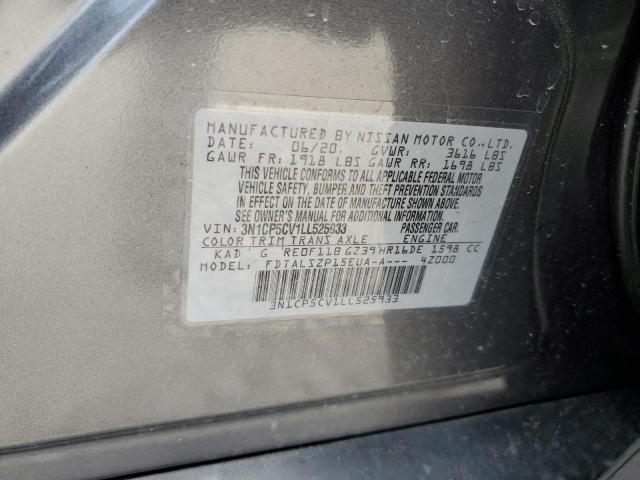 MANUFACTURED BY NISSAN MOTOR CO.,LTD.
DATE: 06/20. GVWR: 3616 LBS
GAWR FR: 1918 LBS GAWR RR: 1698 LBS
THIS VEHICLE CONFORMS TO ALL APPLICABLE FEDERAL MOTOR
VEHICLE SAFETY, BUMPER AND THEFT PREVENTION STANDARDS
IN EFFECT ON THE DATE OF MANUFACTURE SHOWN ABOVE.
SEE OWNER'S MANUAL FOR ADDITIONAL INFORMATION.
VIN: 3N1CP5CV1LL525933 PASSENGER CAR.
COLOR TRIM TRANS AXLE ENGINE
KAD G RE0F11B GZ39 HR16DE 1598 CC
MODEL: FDTALSZP15EUA-A--- 4Z000
3N1CP5CV1LL525933